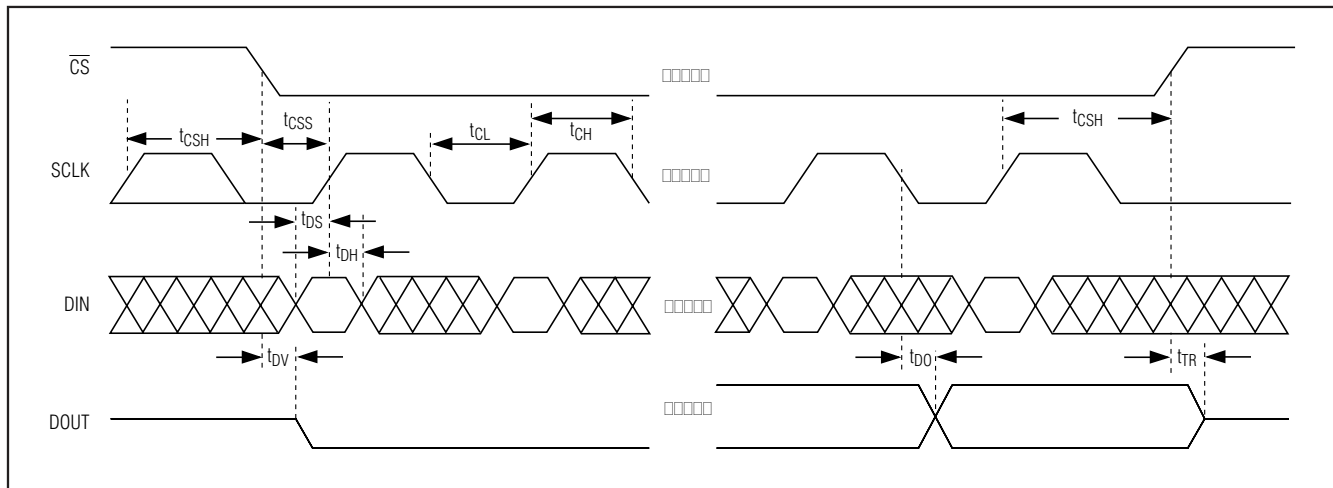 CS
tCSH
tCSS
tCL
tCH
tCSH
SCLK
tDS
tDH
DIN
tDV
tDO
tTR
DOUT